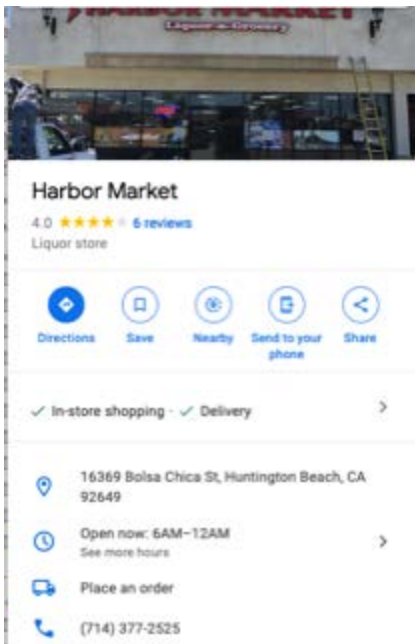 HARBOR MARKET
Liquor & Grocery
Harbor Market
4.0 6 reviews
Liquor store
Directions Save Nearby Send to your phone Share
In-store shopping · Delivery
16369 Bolsa Chica St, Huntington Beach, CA
92649
Open now: 6AM–12AM
See more hours
Place an order
(714) 377-2525